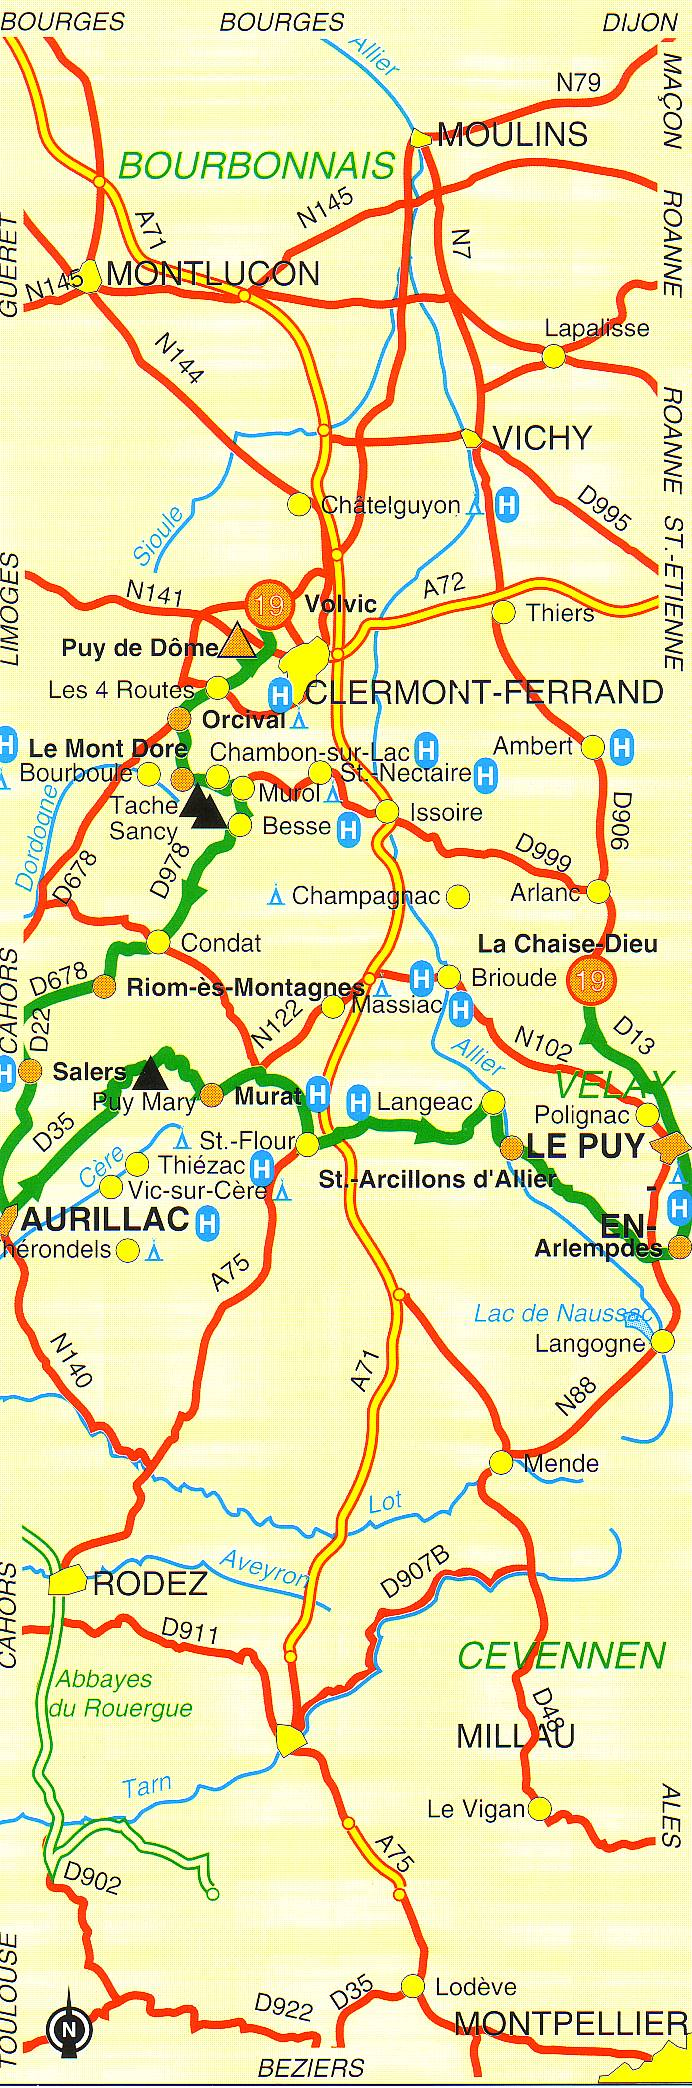 BOURGES BOURGES DIJON
Allier
MAÇON
N79
MOULINS
BOURBONNAIS
N145
ROANNE
A71
N7
GUERET
N145
MONTLUCON
Lapalisse
N144
ROANNE
VICHY
Châtelguyon H
D995
Sioule
ST.-ETIENNE
LIMOGES
N141
A72
19 Volvic
Thiers
Puy de Dôme
Les 4 Routes
H CLERMONT-FERRAND
Orcival
H Le Mont Dore
Chambon-sur-Lac H
Ambert H
Bourboule
St.-Nectaire H
Murol
Dordogne
Tache
Sancy
Besse H
Issoire
D906
D678
D978
D999
Champagnac
Arlanc
Condat
La Chaise-Dieu
CAHORS
D678
Riom-ès-Montagnes
H Brioude
19
Massiac H
D22
N122
D13
N102
Allier
H Salers
VELAY
Puy Mary
Murat H
H Langeac
Polignac
D35
St.-Flour
LE PUY
Cère
Thiézac H
St.-Arcillons d'Allier
Vic-sur-Cère
H
AURILLAC H
EN-
Arlempdes
hérondels
A75
Lac de Naussac
Langogne
N140
A71
N88
Mende
Lot
Aveyron
D907B
CAHORS
RODEZ
D911
CEVENNEN
Abbayes
du Rouergue
D48
MILLAU
Tarn
Le Vigan
ALES
A75
D902
TOULOUSE
Lodève
D35
D922
MONTPELLIER
N
BEZIERS